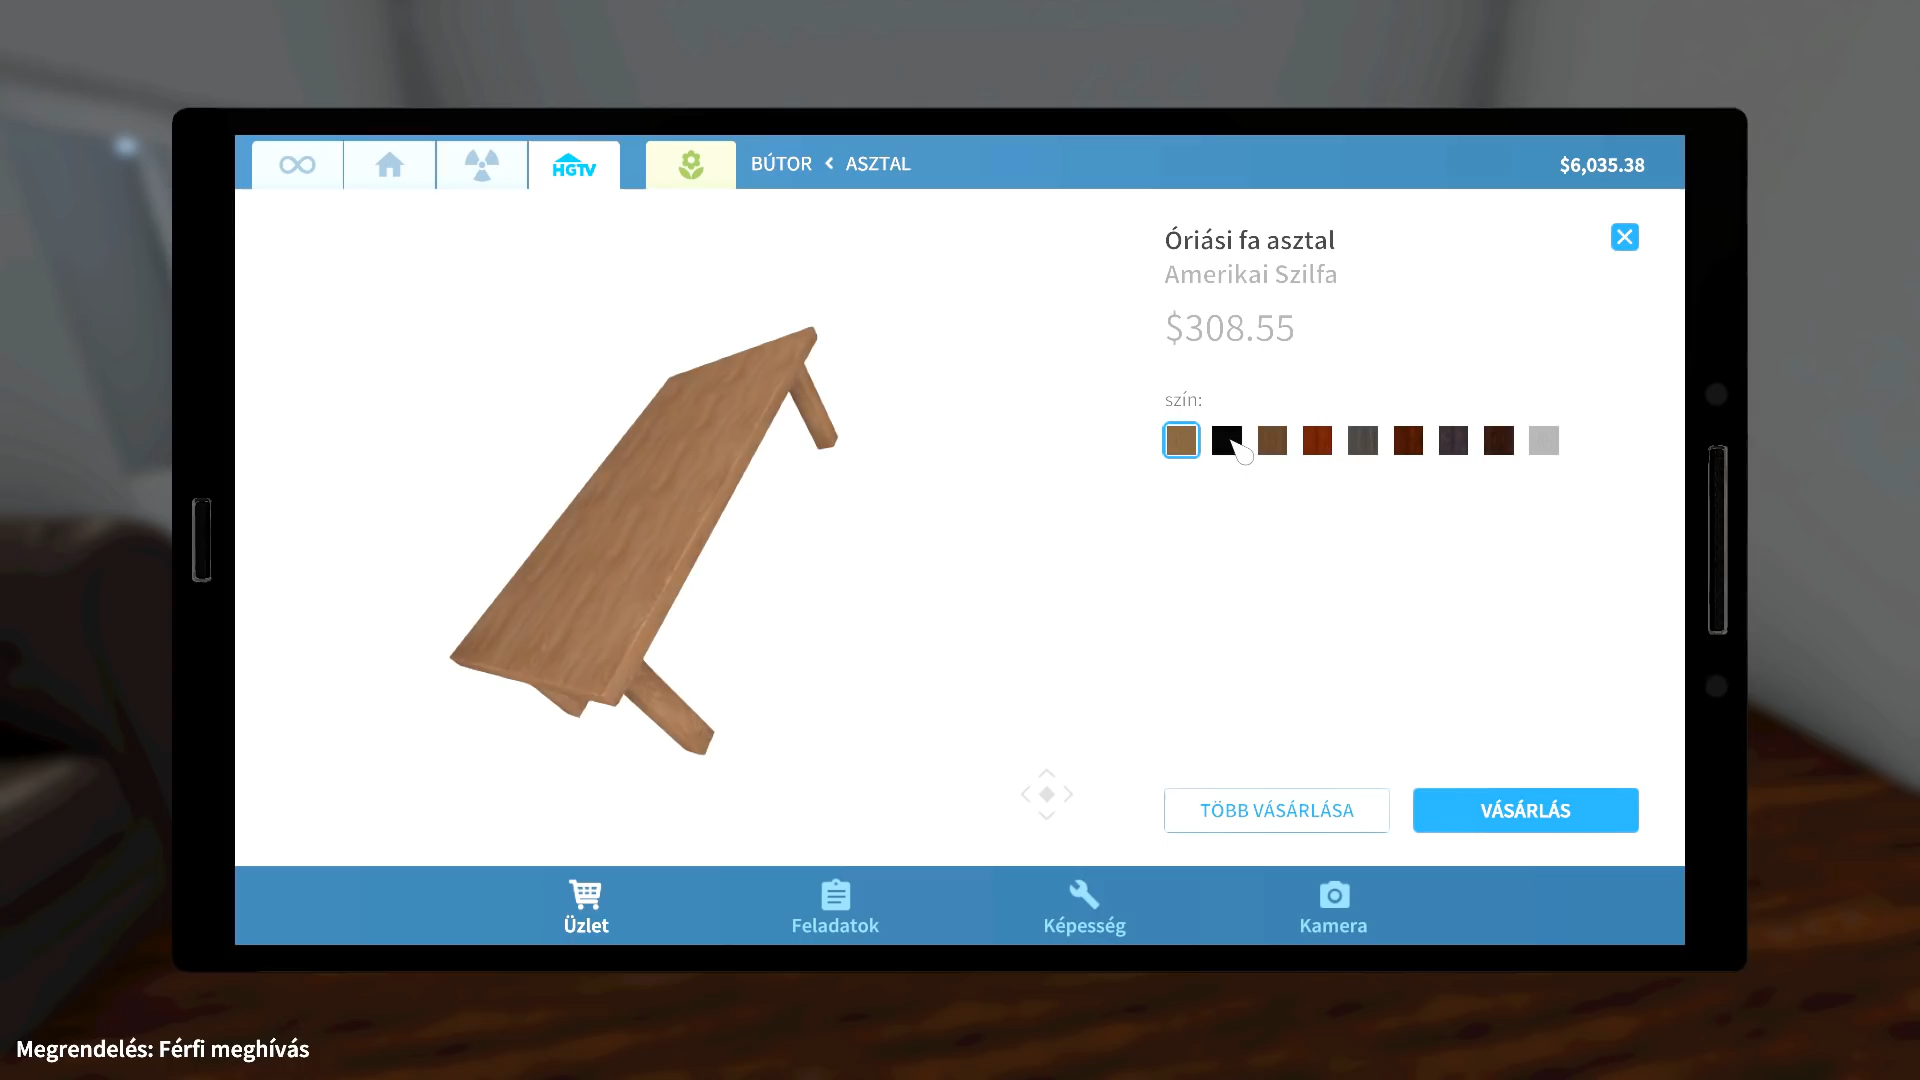 HGTV
BÚTOR < ASZTAL
$6,035.38
Óriási fa asztal
Amerikai Szilfa
$308.55
szín:
TÖBB VÁSÁRLÁSA
VÁSÁRLÁS
Üzlet
Feladatok
Képesség
Kamera
Megrendelés: Férfi meghívás